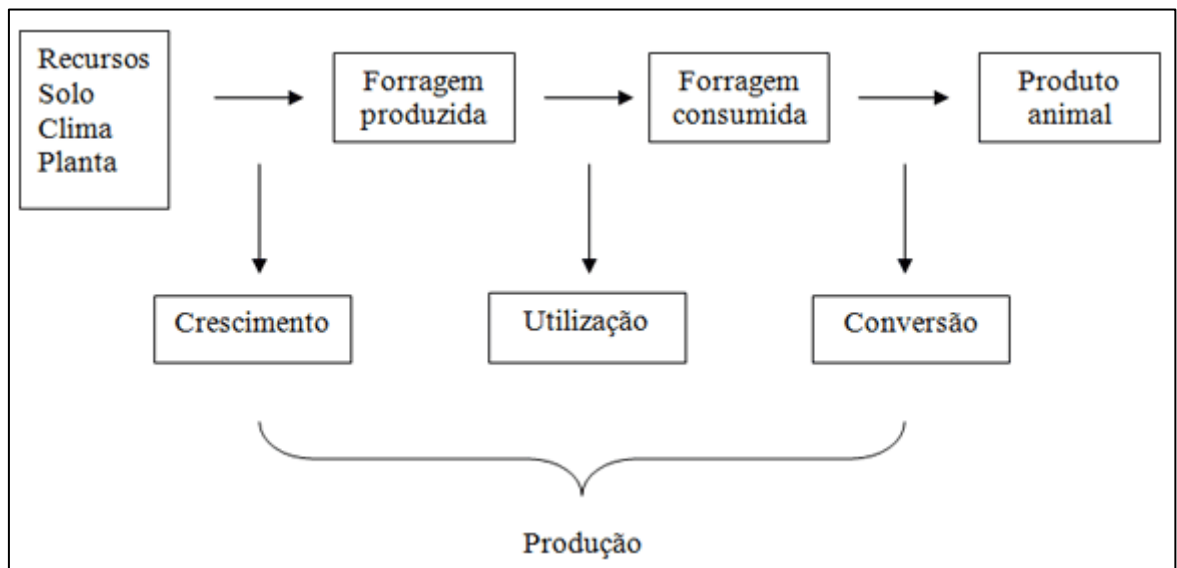 Recursos
Solo
Clima
Planta
Forragem
produzida
Forragem
consumida
Produto
animal
Crescimento
Utilização
Conversão
Produção